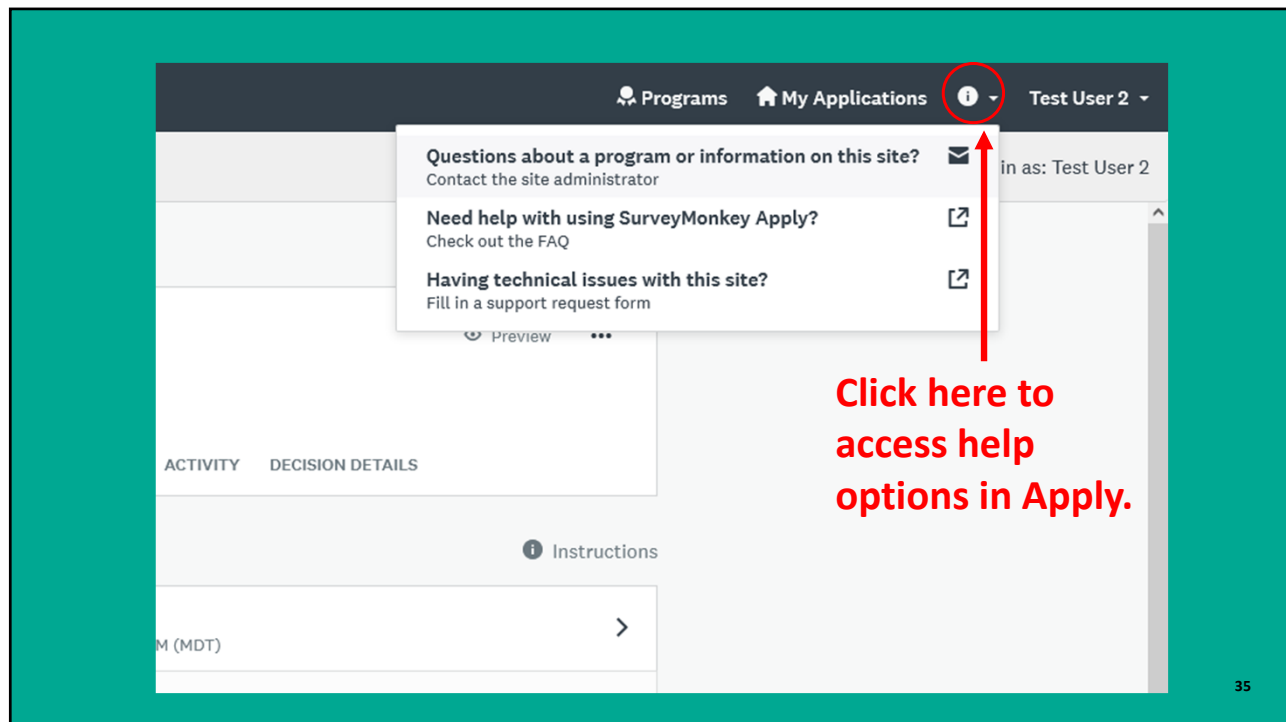 Programs My Applications Test User 2
Questions about a program or information on this site?
Contact the site administrator
in as: Test User 2
Need help with using SurveyMonkey Apply?
Check out the FAQ
Having technical issues with this site?
Fill in a support request form
Preview
Click here to
access help
options in Apply.
ACTIVITY DECISION DETAILS
Instructions
M (MDT)
35